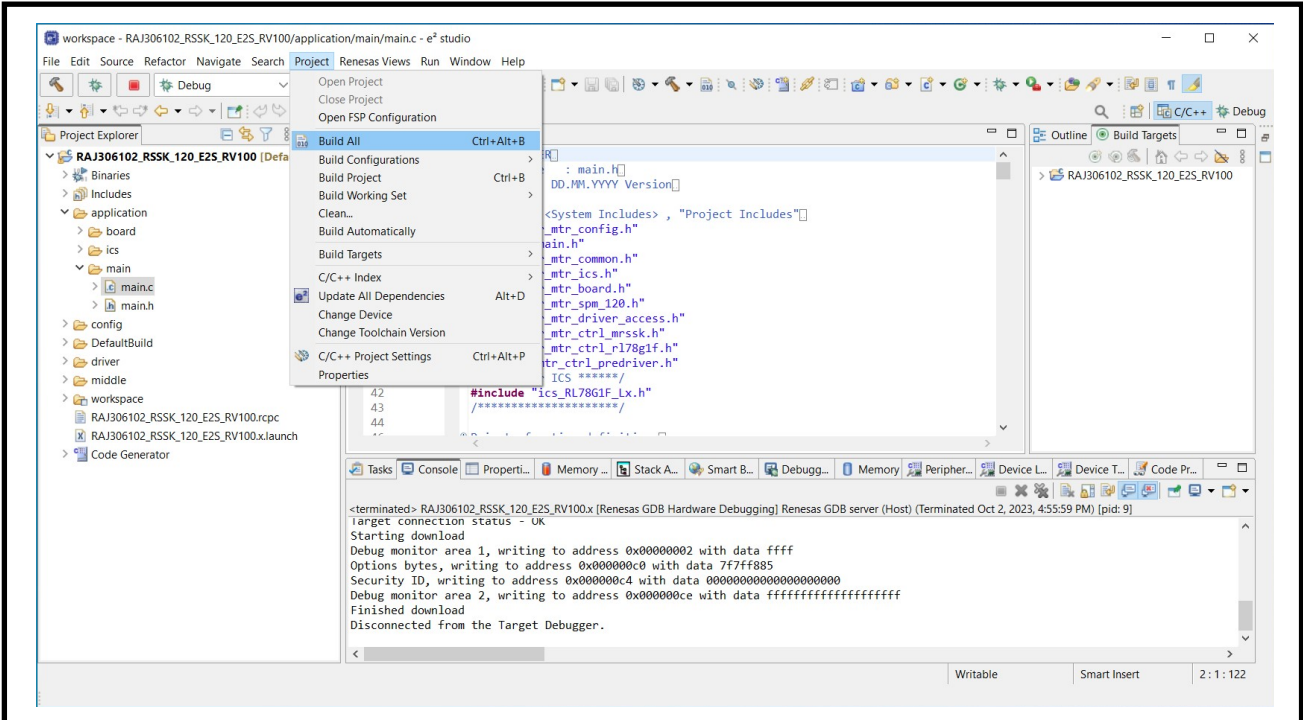 workspace - RAJ306102_RSSK_120_E2S_RV100/application/main/main.c - e² studio
File Edit Source Refactor Navigate Search Project Renesas Views Run Window Help
Debug
C/C++ Debug
Project Explorer
RAJ306102_RSSK_120_E2S_RV100 [Defa
Binaries
Includes
application
board
ics
main
main.c
main.h
config
DefaultBuild
driver
middle
workspace
RAJ306102_RSSK_120_E2S_RV100.rcpc
RAJ306102_RSSK_120_E2S_RV100.x.launch
Code Generator
Open Project
Close Project
Open FSP Configuration
Build All Ctrl+Alt+B
Build Configurations
Build Project Ctrl+B
Build Working Set
Clean...
Build Automatically
Build Targets
C/C++ Index
Update All Dependencies Alt+D
Change Device
Change Toolchain Version
C/C++ Project Settings Ctrl+Alt+P
Properties
: main.h
DD.MM.YYYY Version
<System Includes> , "Project Includes"
_mtr_config.h"
ain.h"
_mtr_common.h"
_mtr_ics.h"
_mtr_board.h"
_mtr_spm_120.h"
_mtr_driver_access.h"
_mtr_ctrl_mrssk.h"
_mtr_ctrl_rl78g1f.h"
mtr_ctrl_predriver.h"
ICS ******/
42 #include "ics_RL78G1F_Lx.h"
43 /*********************/
44
Outline Build Targets
RAJ306102_RSSK_120_E2S_RV100
Tasks Console Properti... Memory ... Stack A... Smart B... Debugg... Memory Peripher... Device L... Device T... Code Pr...
<terminated> RAJ306102_RSSK_120_E2S_RV100.x [Renesas GDB Hardware Debugging] Renesas GDB server (Host) (Terminated Oct 2, 2023, 4:55:59 PM) [pid: 9]
Target connection status - OK
Starting download
Debug monitor area 1, writing to address 0x00000002 with data ffff
Options bytes, writing to address 0x000000c0 with data 7f7ff885
Security ID, writing to address 0x000000c4 with data 00000000000000000000
Debug monitor area 2, writing to address 0x000000ce with data ffffffffffffffffffff
Finished download
Disconnected from the Target Debugger.
Writable Smart Insert 2 : 1 : 122